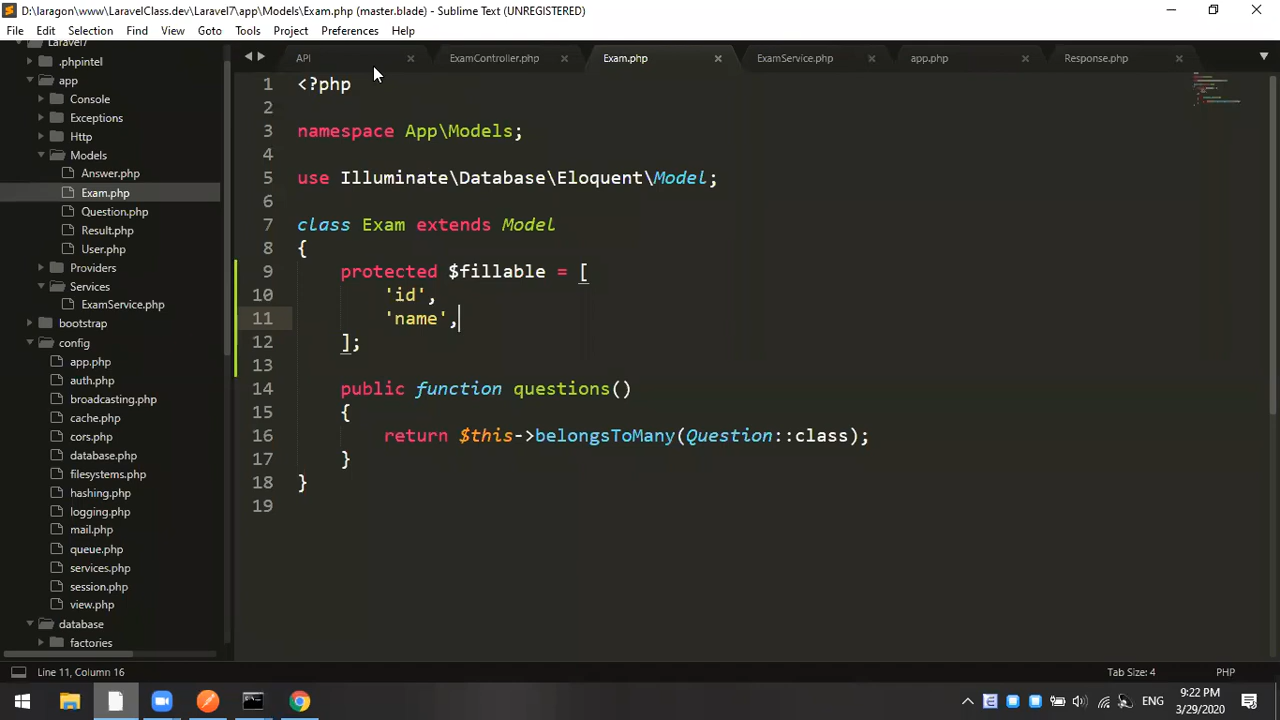 D:\laragon\www\LaravelClass.dev\Laravel7\app\Models\Exam.php (master.blade) - Sublime Text (UNREGISTERED)
File Edit Selection Find View Goto Tools Project Preferences Help
Laravel7
.phpintel
app
Console
Exceptions
Http
Models
Answer.php
Exam.php
Question.php
Result.php
User.php
Providers
Services
ExamService.php
bootstrap
config
app.php
auth.php
broadcasting.php
cache.php
cors.php
database.php
filesystems.php
hashing.php
logging.php
mail.php
queue.php
services.php
session.php
view.php
database
factories
API ExamController.php Exam.php ExamService.php app.php Response.php
1 <?php
2
3 namespace App\Models;
4
5 use Illuminate\Database\Eloquent\Model;
6
7 class Exam extends Model
8 {
9 protected $fillable = [
10 'id',
11 'name',
12 ];
13
14 public function questions()
15 {
16 return $this->belongsToMany(Question::class);
17 }
18 }
19
Line 11, Column 16 Tab Size: 4 PHP
ENG 9:22 PM
3/29/2020